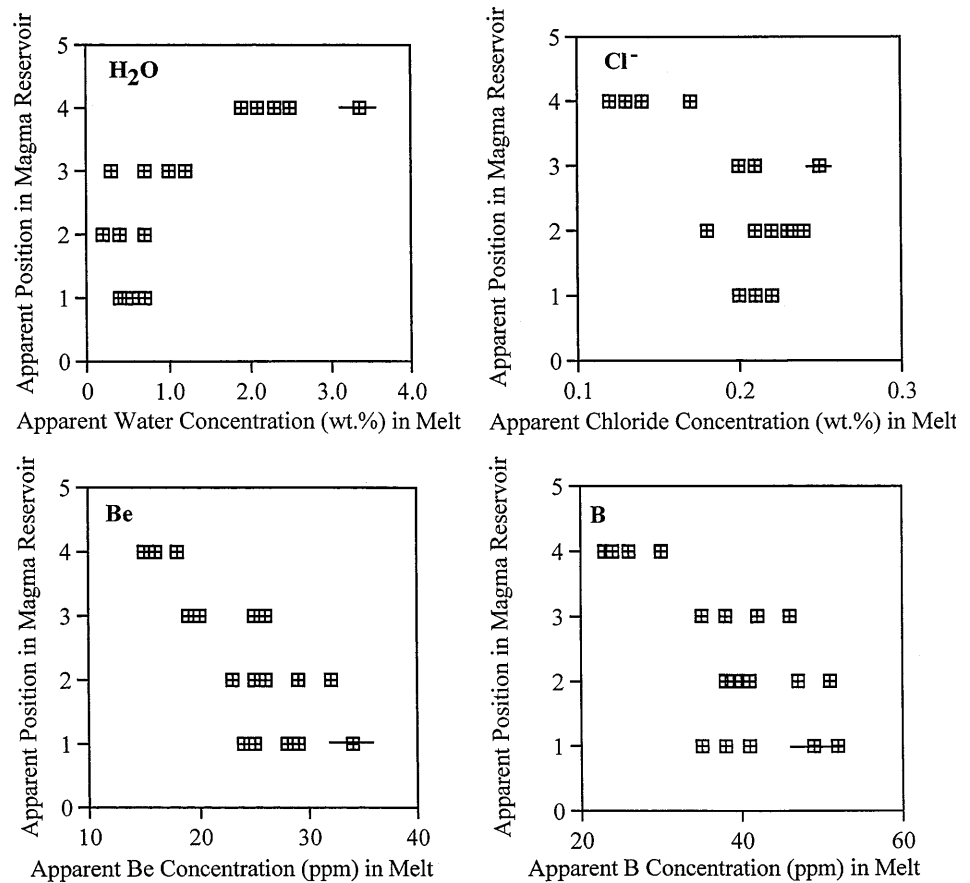 H2O
Apparent Position in Magma Reservoir
5
4
3
2
1
0
0 1.0 2.0 3.0 4.0
Apparent Water Concentration (wt.%) in Melt
Cl-
Apparent Position in Magma Reservoir
5
4
3
2
1
0
0.1 0.2 0.3
Apparent Chloride Concentration (wt.%) in Melt
Be
Apparent Position in Magma Reservoir
5
4
3
2
1
0
10 20 30 40
Apparent Be Concentration (ppm) in Melt
B
Apparent Position in Magma Reservoir
5
4
3
2
1
0
20 40 60
Apparent B Concentration (ppm) in Melt